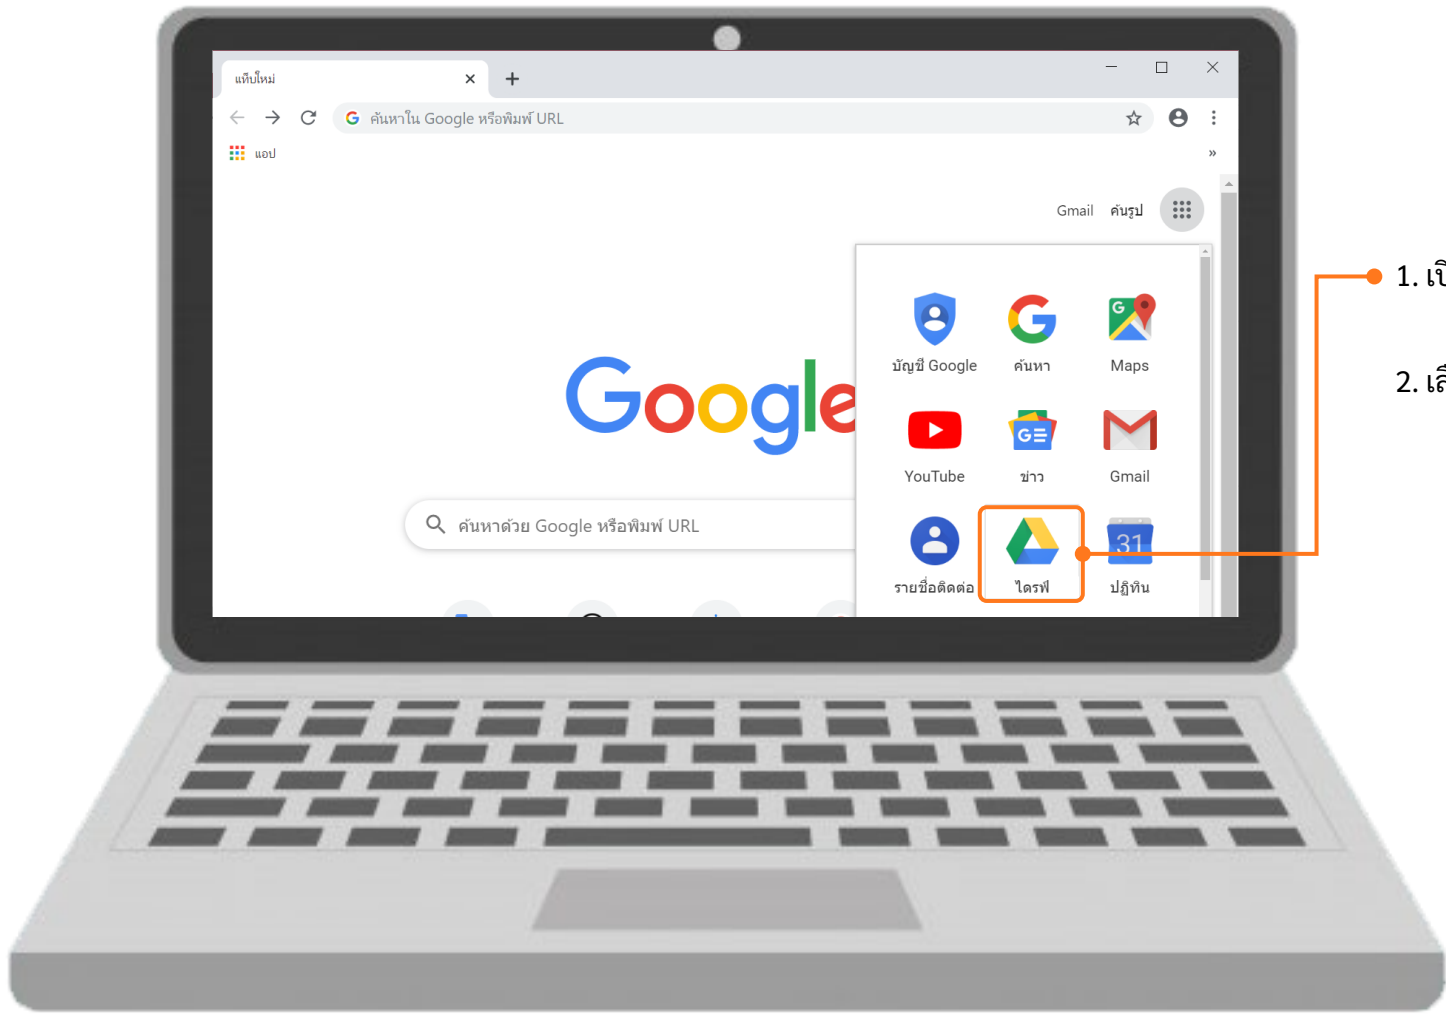 แท็บใหม่
ค้นหาใน Google หรือพิมพ์ URL
แอป
Gmail ค้นรูป
Google
บัญชี Google ค้นหา Maps
YouTube ข่าว Gmail
ค้นหาด้วย Google หรือพิมพ์ URL
31
รายชื่อติดต่อ ไดรฟ์ ปฏิทิน
1.
2.